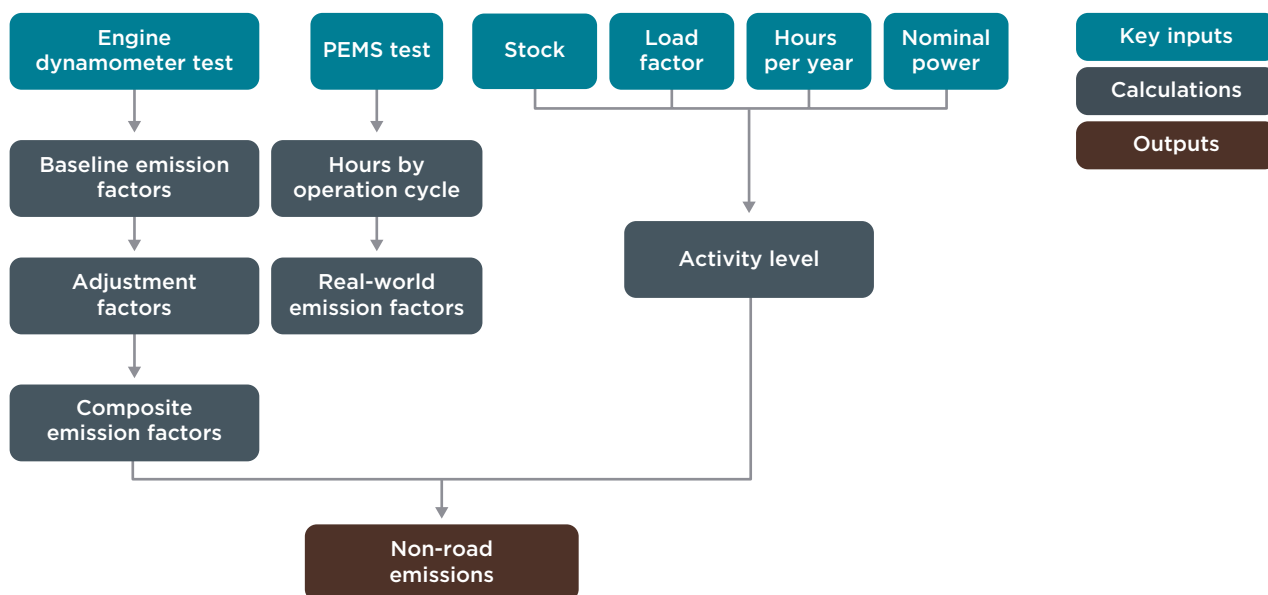 Engine
dynamometer test
PEMS test
Stock
Load
factor
Hours
per year
Nominal
power
Key inputs
Calculations
Outputs
Baseline emission
factors
Hours by
operation cycle
Activity level
Adjustment
factors
Real-world
emission factors
Composite
emission factors
Non-road
emissions